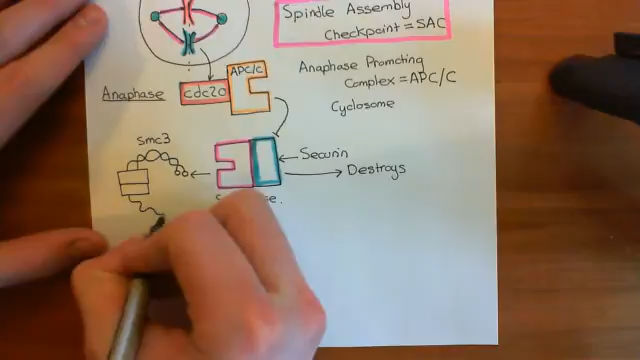 Spindle Assembly
Checkpoint = SAC
Anaphase Promoting
Complex = APC/C
Cyclosome
APC/C
cdc20
Anaphase
smc3
Securin
Destroys